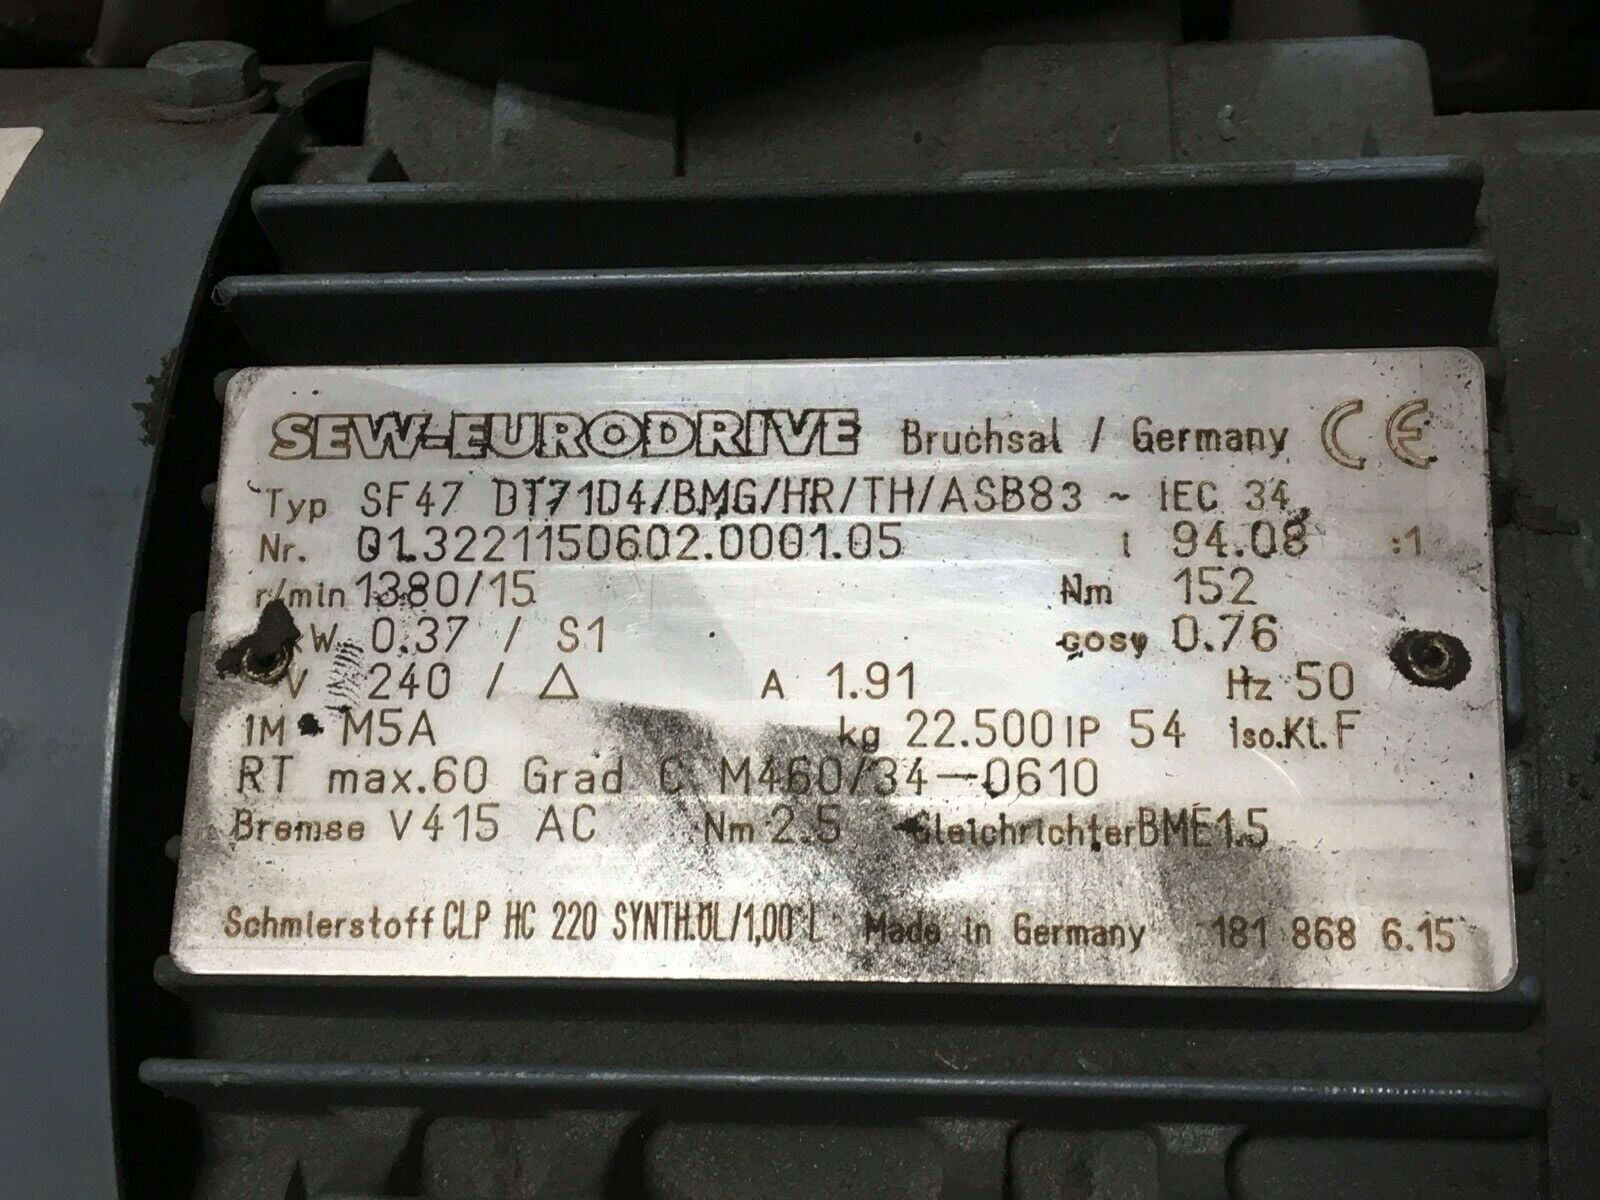 SEW-EURODRIVE Bruchsal / Germany CE
Typ SF47 DT71D4/BMG/HR/TH/ASB83 ~ IEC 34
Nr. 01.3221150602.0001.05 i 94.08 :1
r/min 1380/15 Nm 152
kW 0.37 / S1 cosφ 0.76
V 240 / △ A 1.91 Hz 50
IM M5A kg 22.500 IP 54 Iso.Kl. F
RT max.60 Grad C M460/34-0610
Bremse V 415 AC Nm 2.5 Gleichrichter BME1.5
Schmierstoff CLP HC 220 SYNTH.ÖL/1,00 L Made in Germany 181 868 6.15